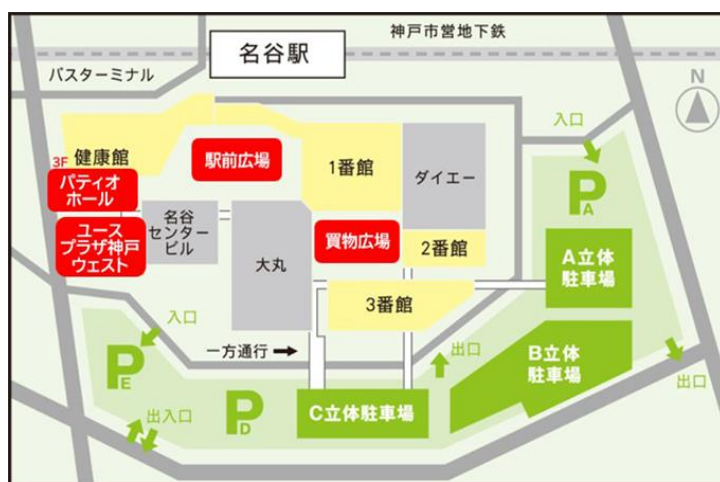 神戸市営地下鉄
名谷駅
バスターミナル
N
入口
3F 健康館
駅前広場
1番館
ダイエー
P
A
パティオ
ホール
名谷
センター
ビル
ユース
プラザ神戸
ウェスト
買物広場
2番館
大丸
A立体
駐車場
3番館
入口
一方通行
出口
B立体
駐車場
出口
P
E
出入口
P
D
C立体駐車場